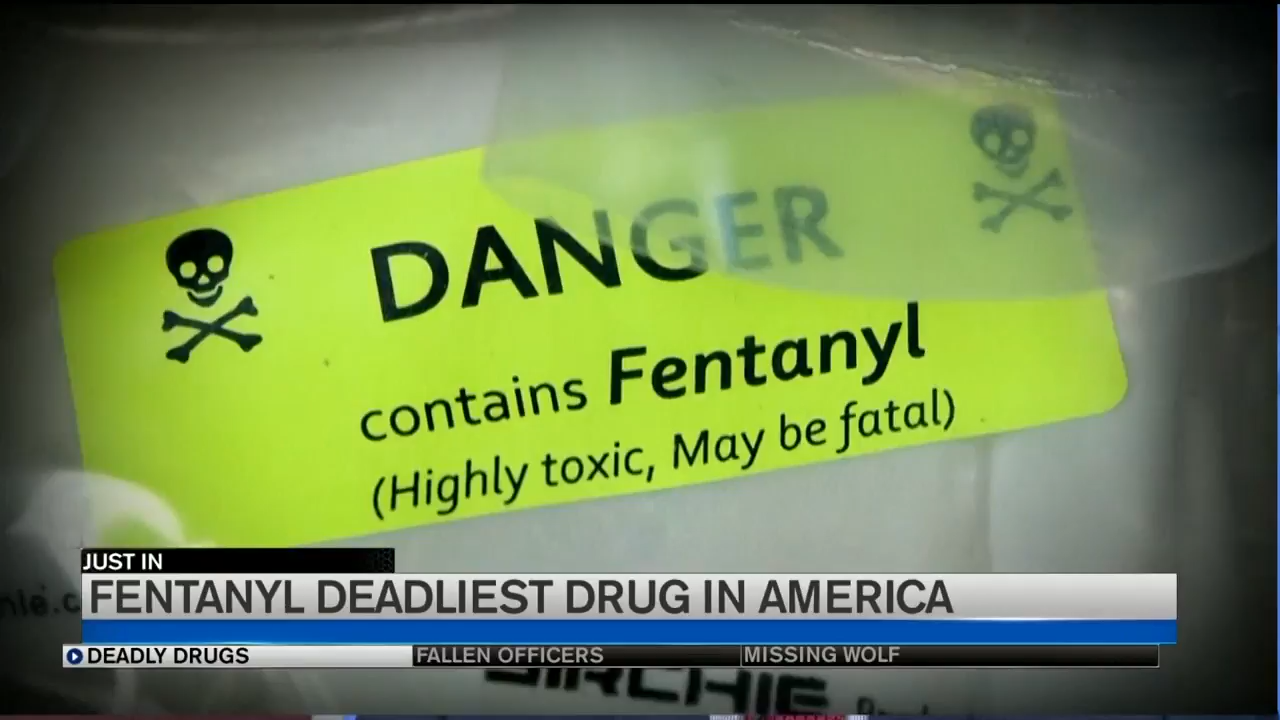 DANGER
contains Fentanyl
(Highly toxic, May be fatal)
JUST IN
FENTANYL DEADLIEST DRUG IN AMERICA
DEADLY DRUGS
FALLEN OFFICERS
MISSING WOLF
SIRCHIE